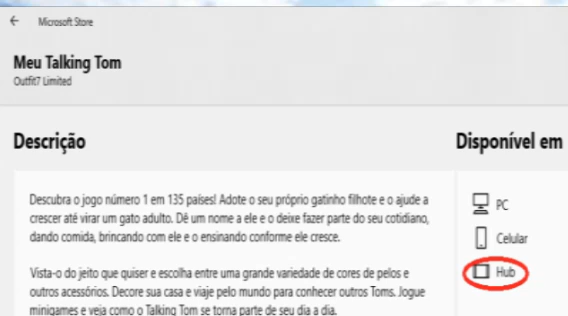 Microsoft Store
Meu Talking Tom
Outfit7 Limited
Descrição
Descubra o jogo número 1 em 135 países! Adote o seu próprio gatinho filhote e o ajude a
crescer até virar um gato adulto. Dê um nome a ele e o deixe fazer parte do seu cotidiano,
dando comida, brincando com ele e o ensinando conforme ele cresce.
Vista-o do jeito que quiser e escolha entre uma grande variedade de cores de pelos e
outros acessórios. Decore sua casa e viaje pelo mundo para conhecer outros Toms. Jogue
minigames e veja como o Talking Tom se torna parte de seu dia a dia.
Disponível em
PC
Celular
Hub